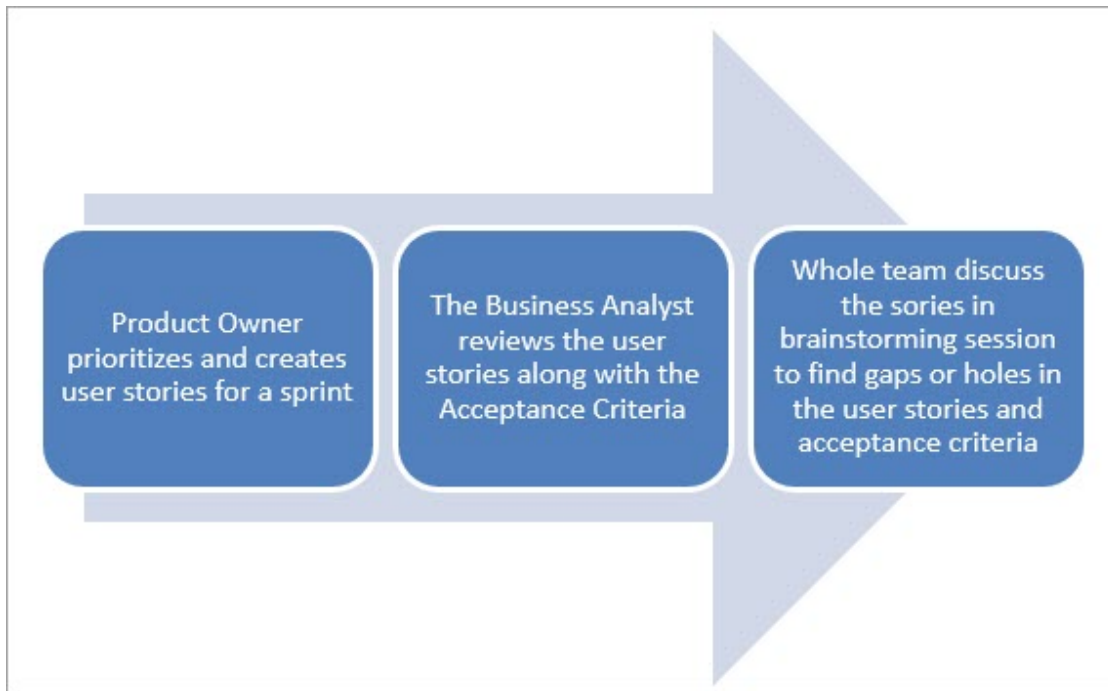 Product Owner
prioritizes and creates
user stories for a sprint
The Business Analyst
reviews the user
stories along with the
Acceptance Criteria
Whole team discuss
the sories in
brainstorming session
to find gaps or holes in
the user stories and
acceptance criteria